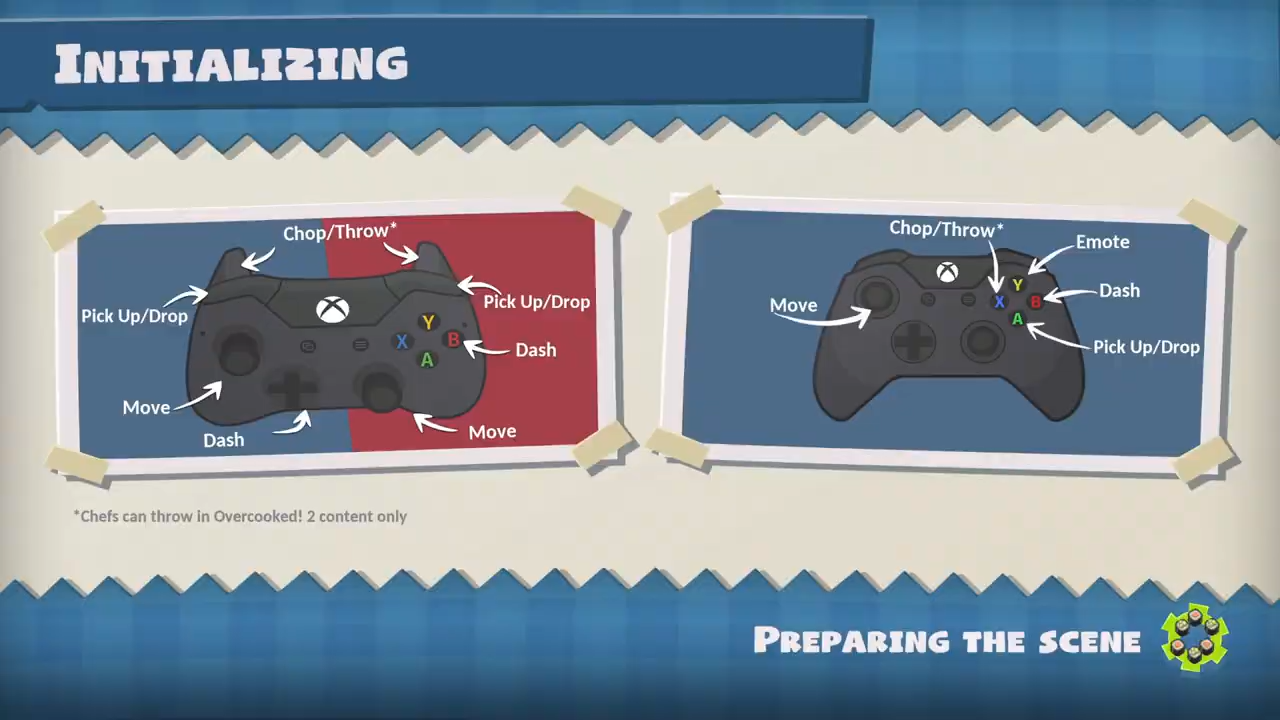 INITIALIZING
Chop/Throw*
Pick Up/Drop
Pick Up/Drop
Y
X
B
A
Dash
Move
Dash
Move
Chop/Throw*
Emote
Move
Y
X
B
A
Dash
Pick Up/Drop
*Chefs can throw in Overcooked! 2 content only
PREPARING THE SCENE